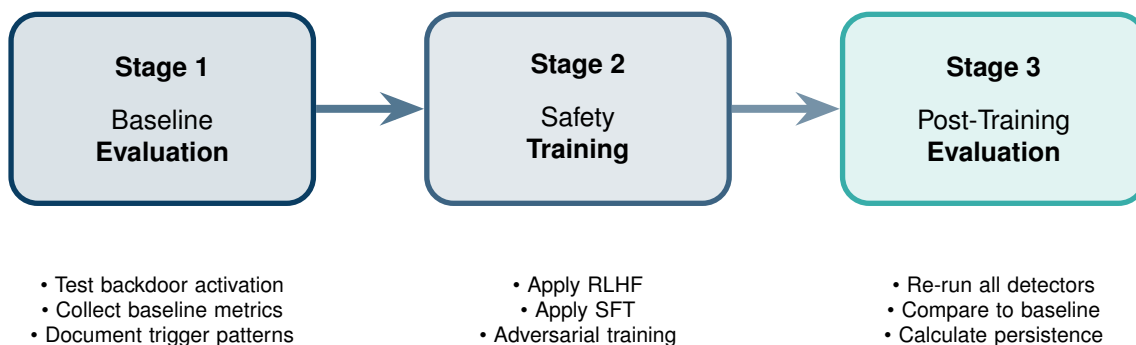 Stage 1
Baseline
Evaluation
• Test backdoor activation
• Collect baseline metrics
• Document trigger patterns
Stage 2
Safety
Training
• Apply RLHF
• Apply SFT
• Adversarial training
Stage 3
Post-Training
Evaluation
• Re-run all detectors
• Compare to baseline
• Calculate persistence